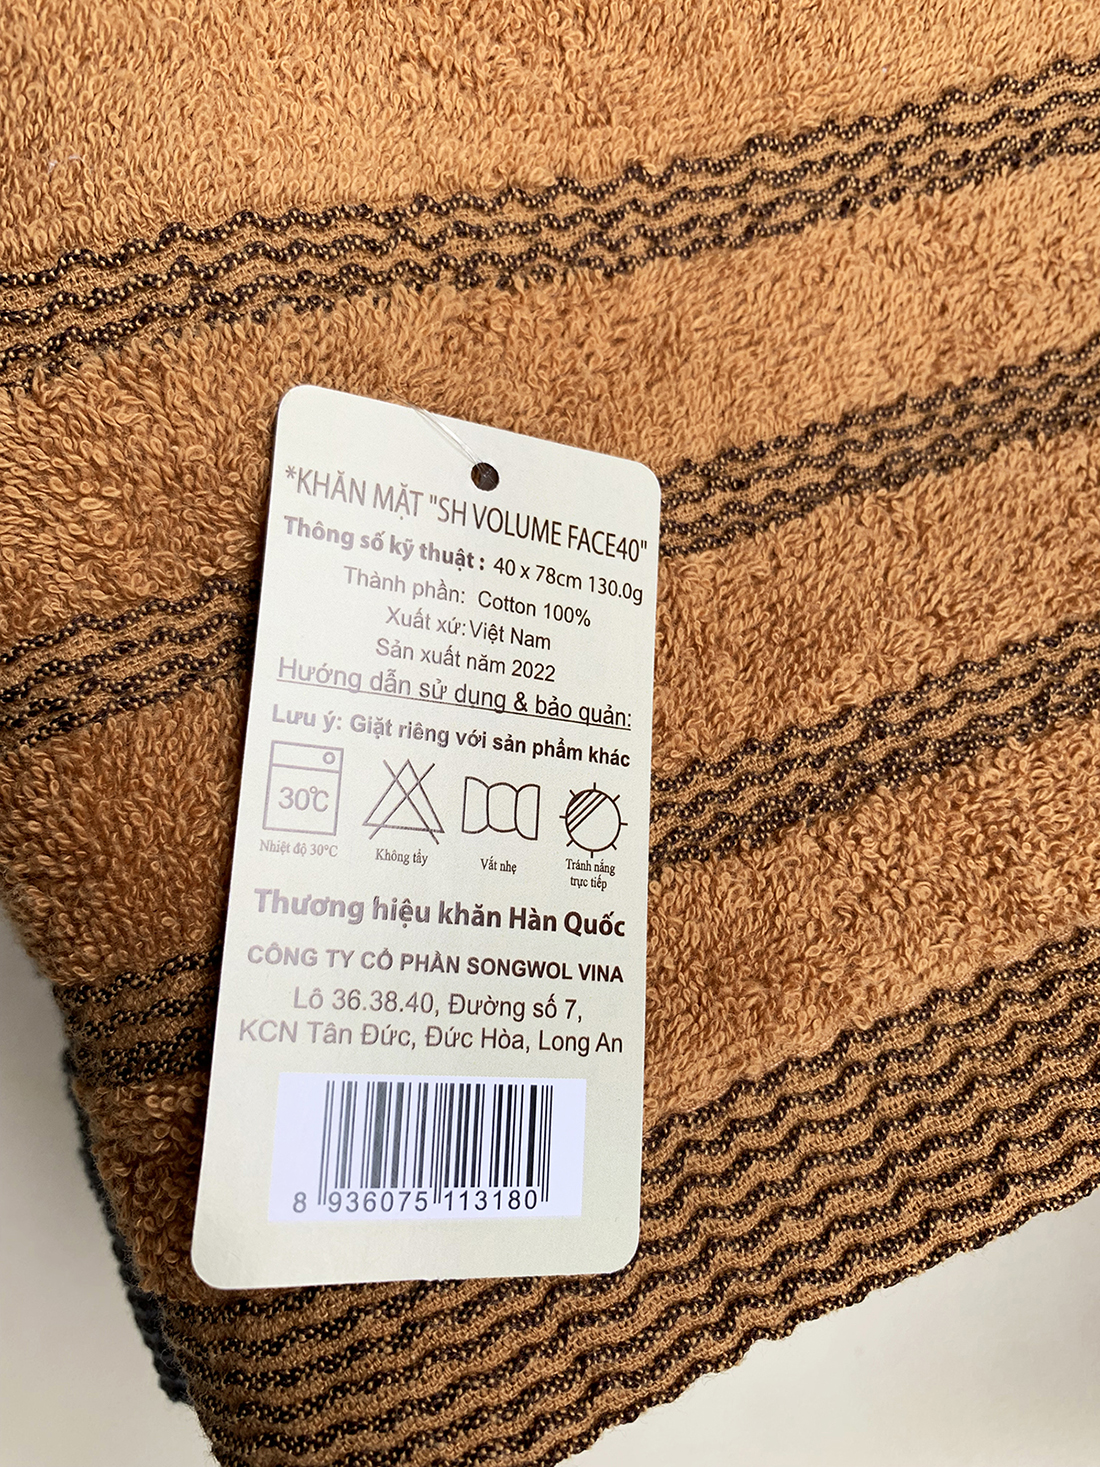 *KHĂN MẶT "SH VOLUME FACE40"
Thông số kỹ thuật : 40 x 78cm 130.0g
Thành phần: Cotton 100%
Xuất xứ: Việt Nam
Sản xuất năm 2022
Hướng dẫn sử dụng & bảo quản:
Lưu ý: Giặt riêng với sản phẩm khác
30℃
Nhiệt độ 30°C Không tẩy Vắt nhẹ Tránh nắng
trực tiếp
Thương hiệu khăn Hàn Quốc
CÔNG TY CỔ PHẦN SONGWOL VINA
Lô 36.38.40, Đường số 7,
KCN Tân Đức, Đức Hòa, Long An
8 936075 113180